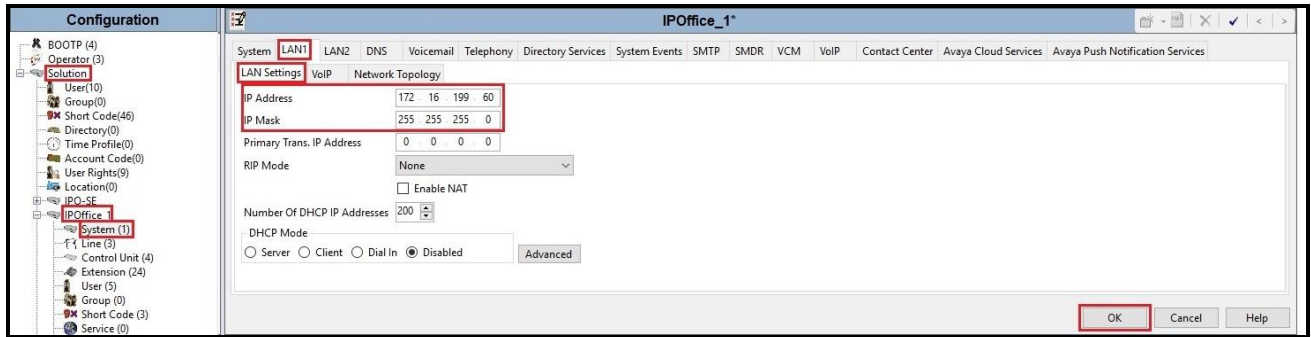 Configuration
BOOTP (4)
Operator (3)
Solution
User(10)
Group(0)
Short Code(46)
Directory(0)
Time Profile(0)
Account Code(0)
User Rights(9)
Location(0)
IPO-SE
IPOffice_1
System (1)
Line (3)
Control Unit (4)
Extension (24)
User (5)
Group (0)
Short Code (3)
Service (0)
IPOffice_1*
System LAN1 LAN2 DNS Voicemail Telephony Directory Services System Events SMTP SMDR VCM VoIP Contact Center Avaya Cloud Services Avaya Push Notification Services
LAN Settings VoIP Network Topology
IP Address 172 . 16 . 199 . 60
IP Mask 255 . 255 . 255 . 0
Primary Trans. IP Address 0 . 0 . 0 . 0
RIP Mode None
Enable NAT
Number Of DHCP IP Addresses 200
DHCP Mode
Server Client Dial In Disabled Advanced
OK Cancel Help